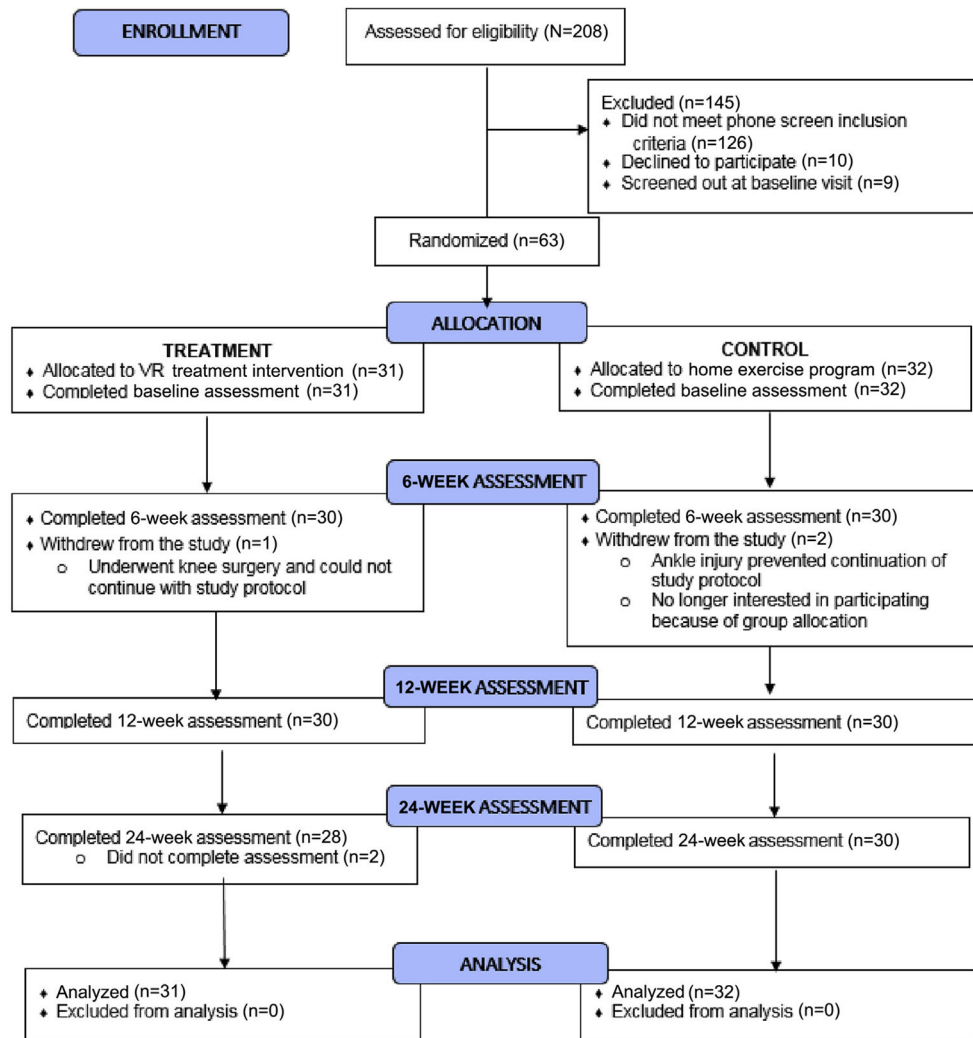 ENROLLMENT
Assessed for eligibility (N=208)
Excluded (n=145)
♦ Did not meet phone screen inclusion
criteria (n=126)
♦ Declined to participate (n=10)
♦ Screened out at baseline visit (n=9)
Randomized (n=63)
ALLOCATION
TREATMENT
♦ Allocated to VR treatment intervention (n=31)
♦ Completed baseline assessment (n=31)
CONTROL
♦ Allocated to home exercise program (n=32)
♦ Completed baseline assessment (n=32)
6-WEEK ASSESSMENT
♦ Completed 6-week assessment (n=30)
♦ Withdrew from the study (n=1)
o Underwent knee surgery and could not
continue with study protocol
♦ Completed 6-week assessment (n=30)
♦ Withdrew from the study (n=2)
o Ankle injury prevented continuation of
study protocol
o No longer interested in participating
because of group allocation
12-WEEK ASSESSMENT
Completed 12-week assessment (n=30)
Completed 12-week assessment (n=30)
24-WEEK ASSESSMENT
Completed 24-week assessment (n=28)
o Did not complete assessment (n=2)
Completed 24-week assessment (n=30)
ANALYSIS
♦ Analyzed (n=31)
♦ Excluded from analysis (n=0)
♦ Analyzed (n=32)
♦ Excluded from analysis (n=0)